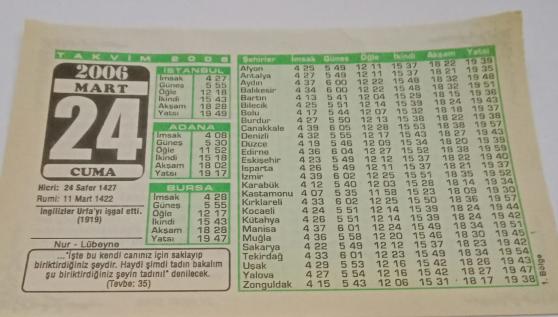 TAKVİM 2006
2006
MART
24
CUMA
Hicri: 24 Safer 1427
Rumi: 11 Mart 1422
İngilizler Urfa'yı işgal etti.
(1919)
Nur - Lübeyne
..."İşte bu kendi canınız için saklayıp
biriktirdiğiniz şeydir. Haydi şimdi tadın bakalım
şu biriktirdiğiniz şeyin tadını!" denilecek.
(Tevbe: 35)
İSTANBUL
İmsak 4 27
Güneş 5 55
Öğle 12 18
İkindi 15 43
Akşam 18 28
Yatsı 19 49
ADANA
İmsak 4 08
Güneş 5 30
Öğle 11 52
İkindi 15 18
Akşam 18 02
Yatsı 19 17
BURSA
İmsak 4 28
Güneş 5 55
Öğle 12 17
İkindi 15 43
Akşam 18 28
Yatsı 19 47
Şehirler İmsak Güneş Öğle İkindi Akşam Yatsı
Afyon 4 25 5 49 12 11 15 37 18 22 19 39
Antalya 4 27 5 49 12 11 15 37 18 21 19 35
Aydın 4 37 6 00 12 22 15 48 18 32 19 48
Balıkesir 4 34 6 00 12 22 15 48 18 32 19 51
Bartın 4 13 5 41 12 04 15 29 18 15 19 36
Bilecik 4 25 5 51 12 14 15 39 18 24 19 43
Bolu 4 17 5 44 12 07 15 32 18 18 19 37
Burdur 4 27 5 50 12 13 15 38 18 22 19 38
Çanakkale 4 39 6 05 12 28 15 53 18 38 19 57
Denizli 4 32 5 55 12 17 15 43 18 27 19 43
Düzce 4 19 5 46 12 09 15 34 18 20 19 39
Edirne 4 36 6 04 12 27 15 52 18 38 19 59
Eskişehir 4 23 5 49 12 12 15 37 18 22 19 40
Isparta 4 26 5 49 12 11 15 37 18 21 19 37
İzmir 4 39 6 02 12 25 15 51 18 35 19 52
Karabük 4 12 5 40 12 03 15 28 18 14 19 34
Kastamonu 4 07 5 35 11 58 15 23 18 09 19 30
Kırklareli 4 33 6 02 12 25 15 50 18 36 19 57
Kocaeli 4 24 5 51 12 14 15 39 18 24 19 44
Kütahya 4 26 5 51 12 14 15 39 18 24 19 42
Manisa 4 37 6 01 12 24 15 49 18 34 19 51
Muğla 4 36 5 58 12 20 15 46 18 30 19 45
Sakarya 4 22 5 49 12 12 15 37 18 23 19 42
Tekirdağ 4 33 6 01 12 23 15 49 18 34 19 54
Uşak 4 29 5 53 12 16 15 42 18 26 19 43
Yalova 4 27 5 54 12 16 15 42 18 27 19 47
Zonguldak 4 15 5 43 12 06 15 31 18 17 19 38
1. Bölge